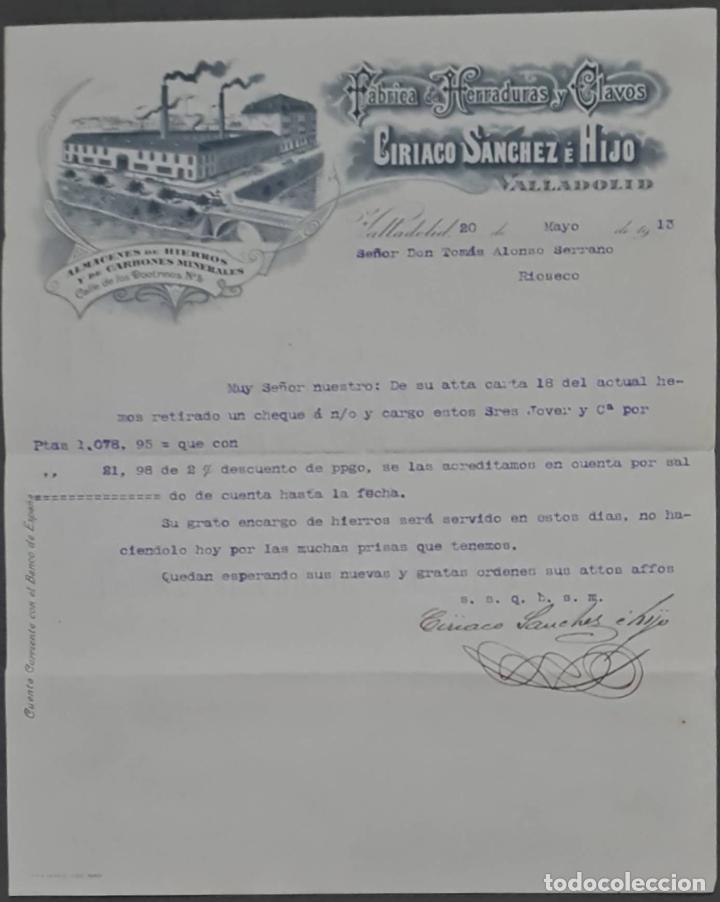 Fábrica de Herraduras y Clavos
CIRIACO SANCHEZ É HIJO
VALLADOLID
ALMACENES DE HIERROS
Y DE CARBONES MINERALES
Calle de los Doctrinos Nº 5
Valladolid 20 de Mayo de 1913
Señor Don Tomás Alonso Serrano
Rioseco
Muy Señor nuestro: De su atta carta 18 del actual he-
mos retirado un cheque á n/o y cargo estos Sres Jover y Cª por
Ptas 1,078, 95 = que con
,, 21, 98 de 2 % descuento de ppgo, se las acreditamos en cuenta por sal
=============== do de cuenta hasta la fecha.
Su grato encargo de hierros será servido en estos dias, no ha-
ciendolo hoy por las muchas prisas que tenemos.
Quedan esperando sus nuevas y gratas ordenes sus attos affos
s. s. q. b. s. m.
Ciriaco Sanchez é hijo
Cuenta Corriente con el Banco de España
todocoleccion.net